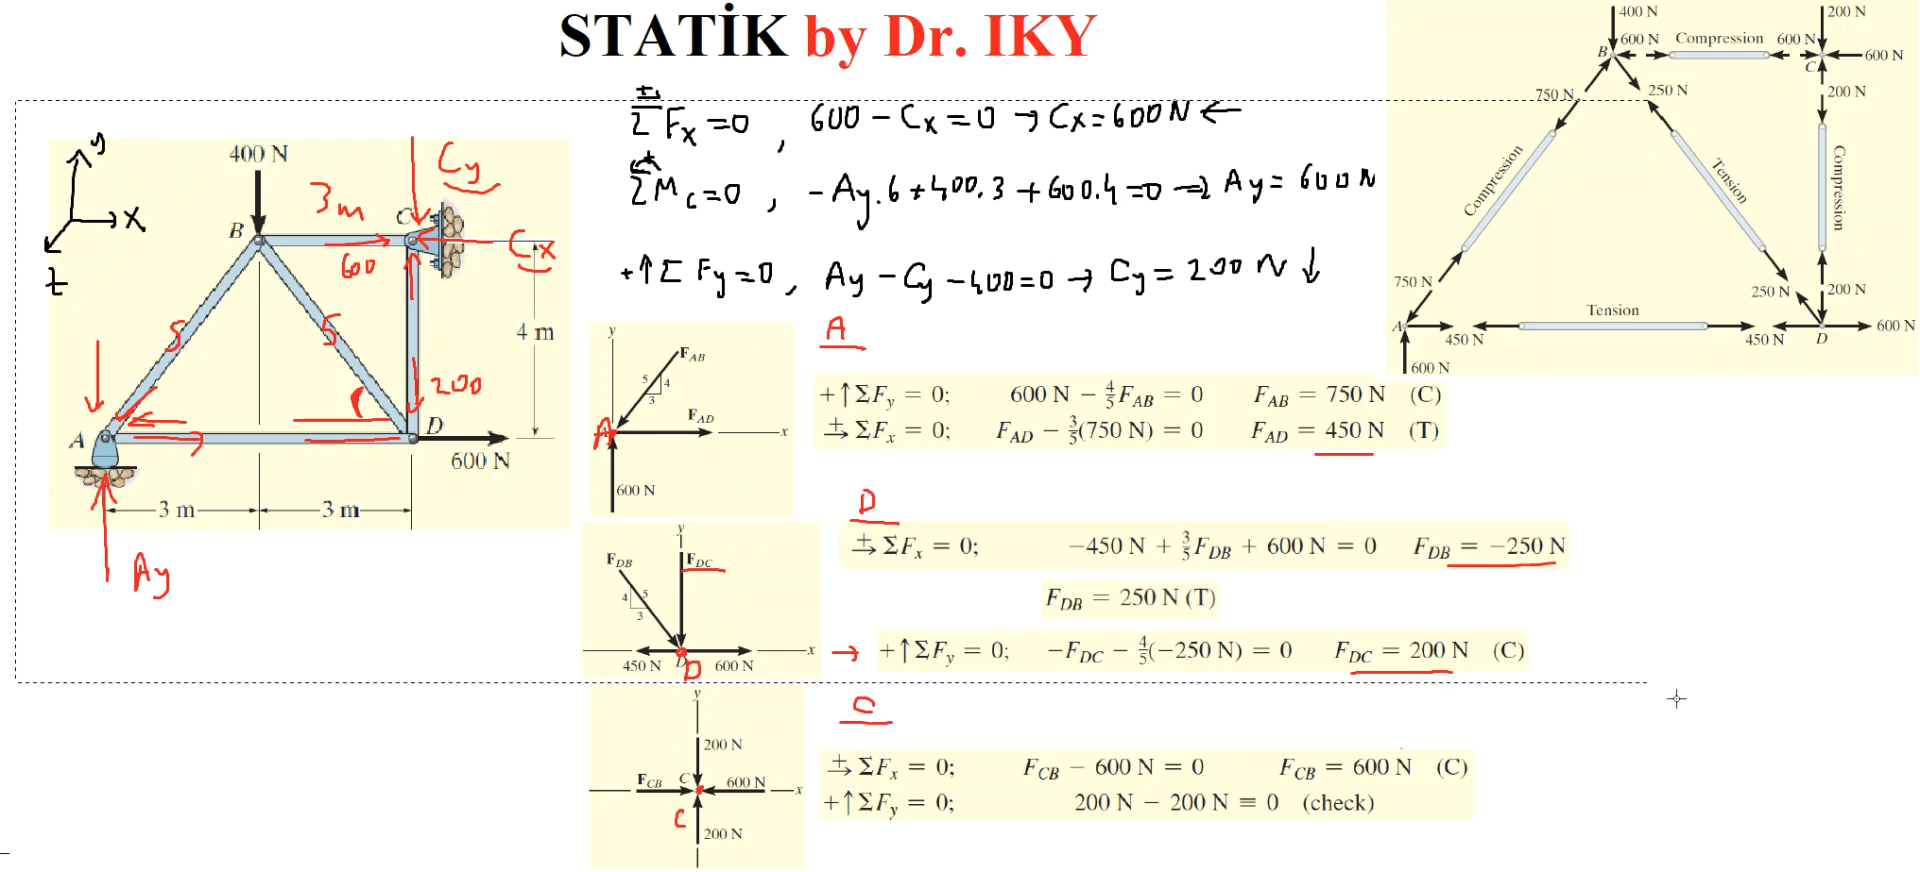 STATİK by Dr. IKY
ΣFx = 0 , 600 - Cx = 0 → Cx = 600 N ←
ΣMc = 0 , - Ay.6 + 400.3 + 600.4 = 0 → Ay = 600 N
+↑ Σ Fy = 0 , Ay - Cy - 400 = 0 → Cy = 200 N ↓
y
X
z
400 N
Cy
3m
B
C
Cx
600
5
5
4 m
200
A
D
600 N
3 m
3 m
Ay
y
FAB
5
4
3
FAD
A
x
600 N
A
+↑ΣFy = 0; 600 N − 4/5 FAB = 0 FAB = 750 N (C)
+→ ΣFx = 0; FAD − 3/5(750 N) = 0 FAD = 450 N (T)
y
FDB
FDC
4
5
3
450 N
D
D
600 N
x
D
+→ ΣFx = 0; −450 N + 3/5 FDB + 600 N = 0 FDB = −250 N
FDB = 250 N (T)
→ +↑ΣFy = 0; −FDC − 4/5(−250 N) = 0 FDC = 200 N (C)
y
200 N
FCB
C
600 N
x
C
200 N
C
+→ ΣFx = 0; FCB − 600 N = 0 FCB = 600 N (C)
+↑ΣFy = 0; 200 N − 200 N ≡ 0 (check)
400 N
200 N
600 N
Compression
600 N
B
600 N
C
750 N
250 N
200 N
Compression
Tension
Compression
750 N
250 N
200 N
Tension
A
450 N
450 N
D
600 N
600 N